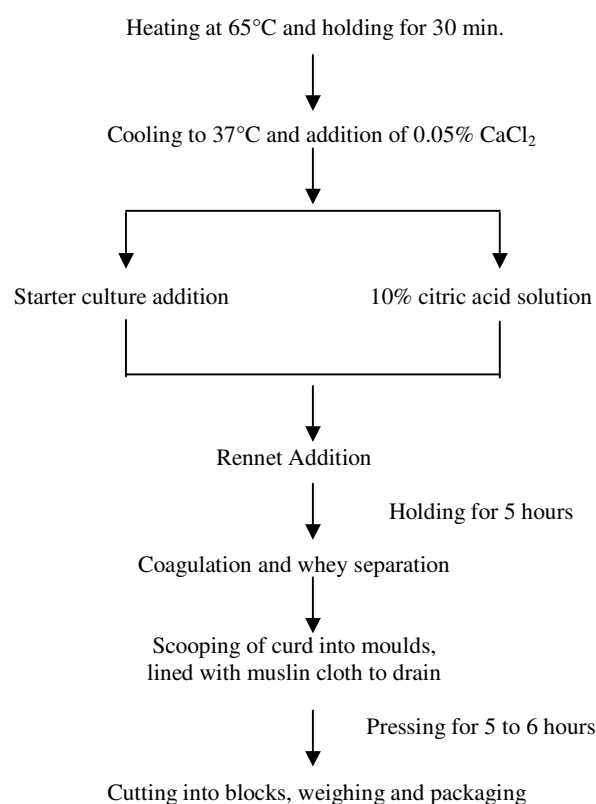 Heating at 65°C and holding for 30 min.
Cooling to 37°C and addition of 0.05% CaCl₂
Starter culture addition
10% citric acid solution
Rennet Addition
Holding for 5 hours
Coagulation and whey separation
Scooping of curd into moulds,
lined with muslin cloth to drain
Pressing for 5 to 6 hours
Cutting into blocks, weighing and packaging